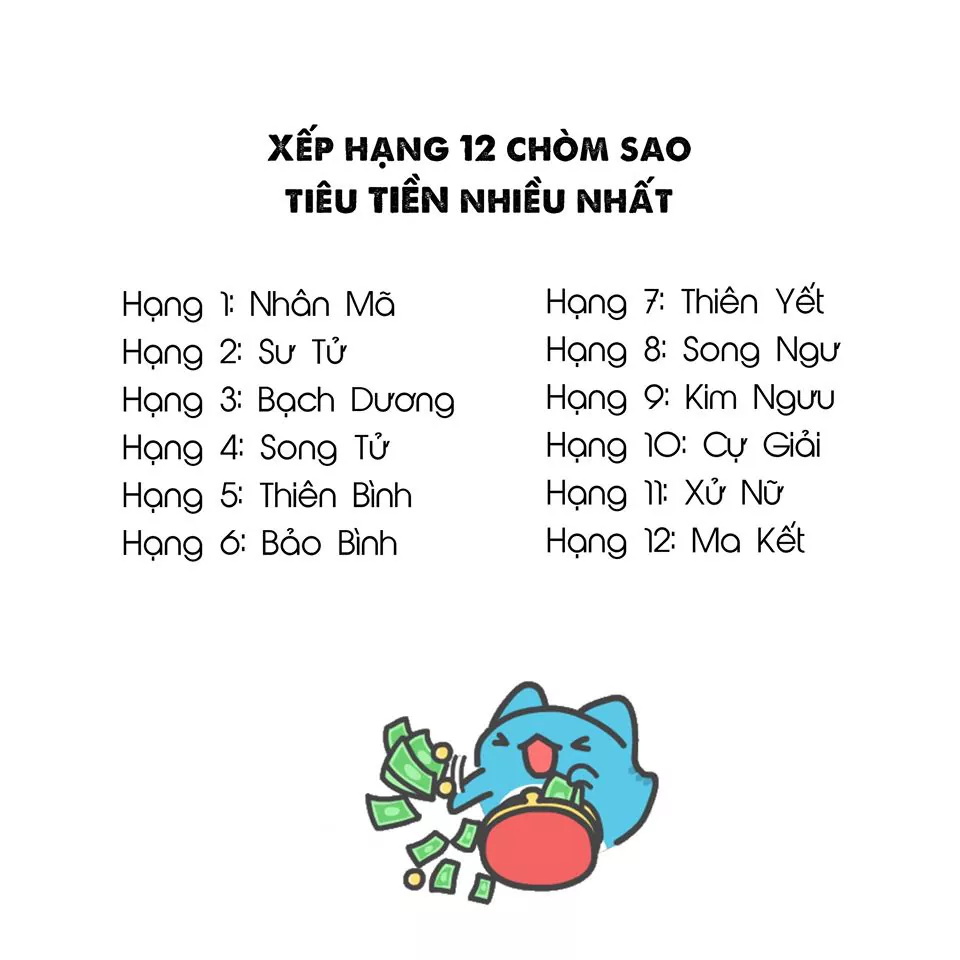 XẾP HẠNG 12 CHÒM SAO
TIÊU TIỀN NHIỀU NHẤT
Hạng 1: Nhân Mã
Hạng 2: Sư Tử
Hạng 3: Bạch Dương
Hạng 4: Song Tử
Hạng 5: Thiên Bình
Hạng 6: Bảo Bình
Hạng 7: Thiên Yết
Hạng 8: Song Ngư
Hạng 9: Kim Ngưu
Hạng 10: Cự Giải
Hạng 11: Xử Nữ
Hạng 12: Ma Kết